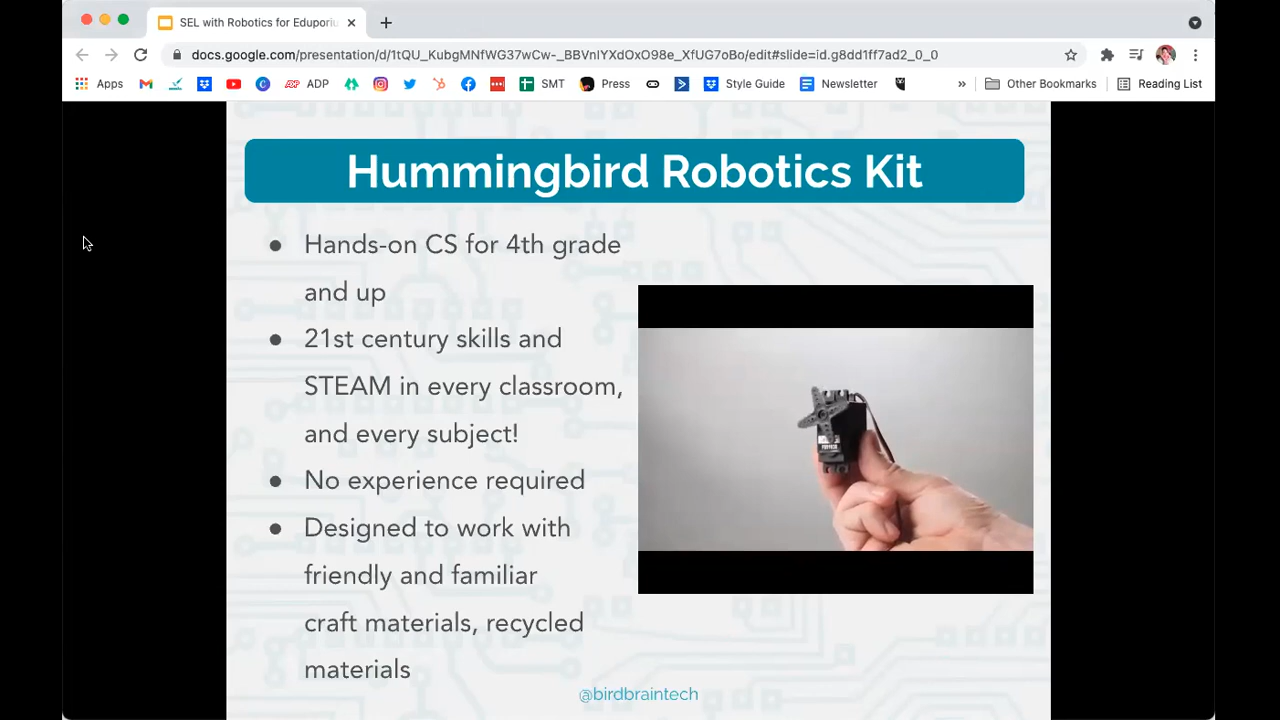 SEL with Robotics for Eduporiu
docs.google.com/presentation/d/1tQU_KubgMNfWG37wCw-_BBVnIYXdOxO98e_XfUG7oBo/edit#slide=id.g8dd1ff7ad2_0_0
Apps ADP SMT Press Style Guide Newsletter » Other Bookmarks Reading List
Hummingbird Robotics Kit
● Hands-on CS for 4th grade
and up
● 21st century skills and
STEAM in every classroom,
and every subject!
● No experience required
● Designed to work with
friendly and familiar
craft materials, recycled
materials
@birdbraintech